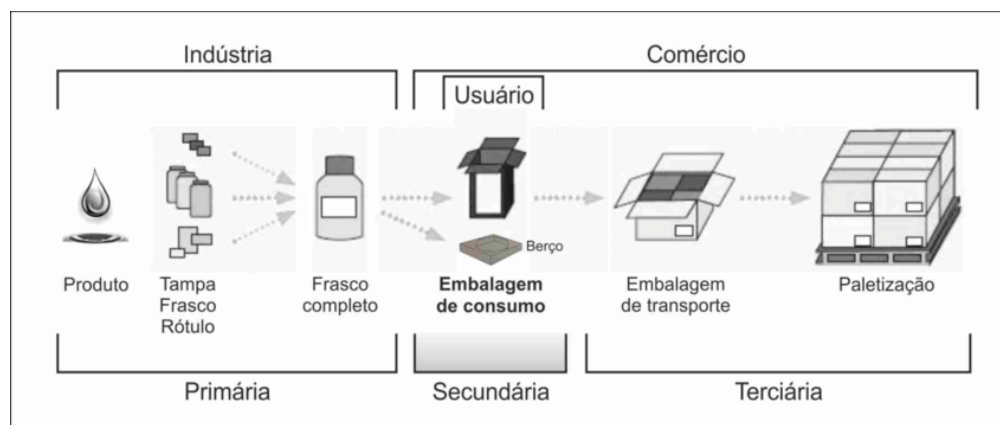 Indústria
Comércio
Usuário
Berço
Produto
Tampa
Frasco
Rótulo
Frasco
completo
Embalagem
de consumo
Embalagem
de transporte
Paletização
Primária
Secundária
Terciária